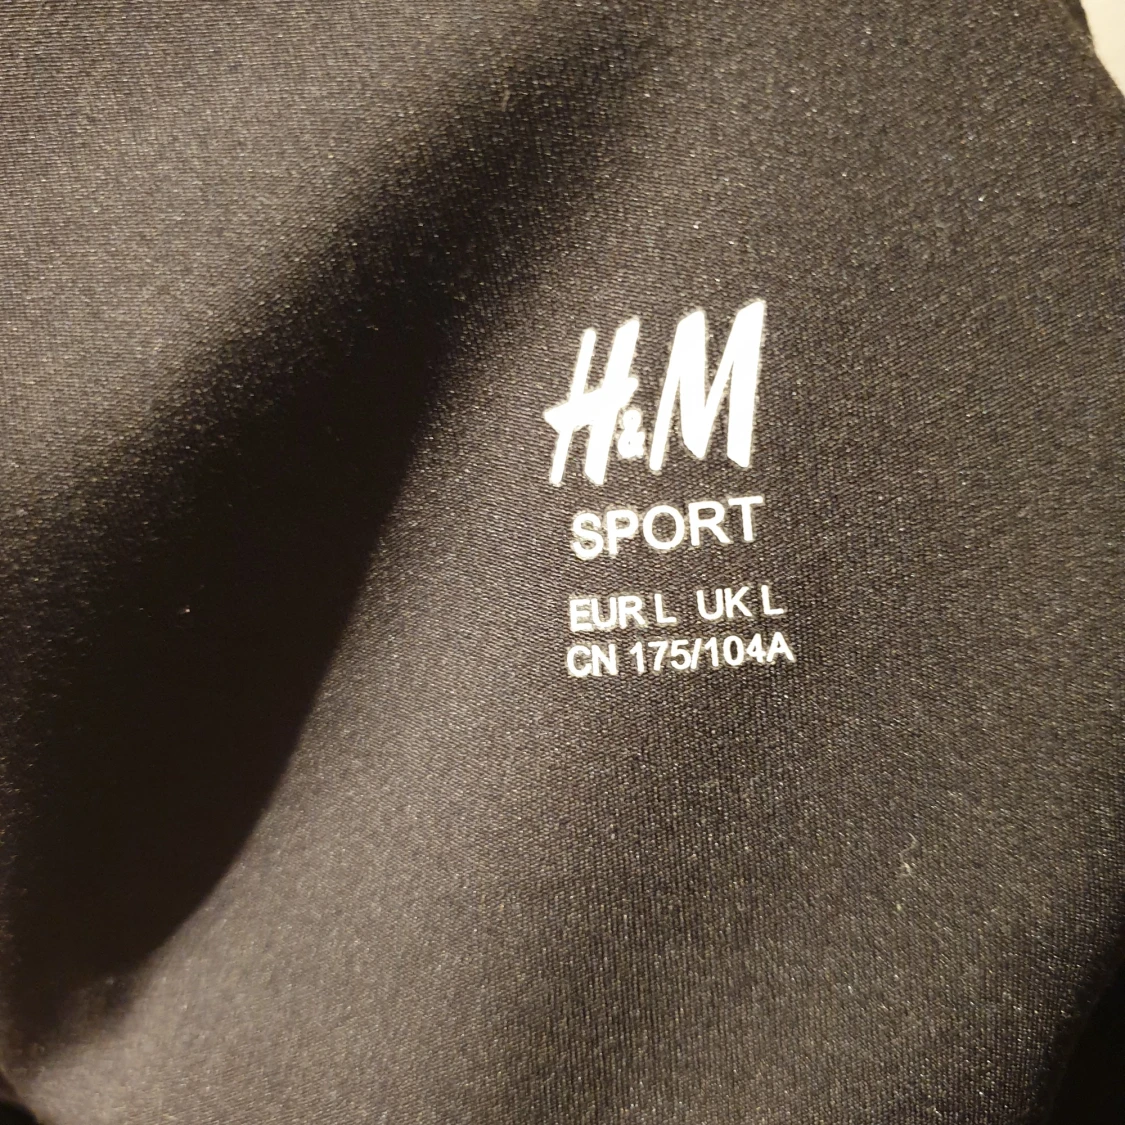 H&M
SPORT
EUR L UK L
CN 175/104A